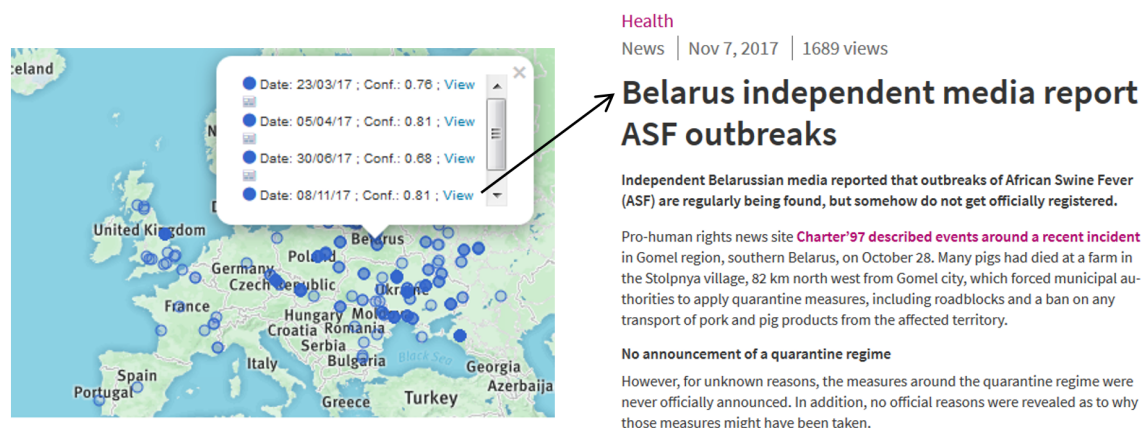 celand
Date: 23/03/17 ; Conf.: 0.76 ; View
Date: 05/04/17 ; Conf.: 0.81 ; View
Date: 30/06/17 ; Conf.: 0.68 ; View
Date: 08/11/17 ; Conf.: 0.81 ; View
United Kingdom
Belarus
Poland
Germany
Czech Republic
Ukraine
France
Hungary
Moldova
Croatia
Romania
Serbia
Italy
Bulgaria
Black Sea
Georgia
Spain
Portugal
Azerbaija
Greece
Turkey
Health
News | Nov 7, 2017 | 1689 views
Belarus independent media report
ASF outbreaks
Independent Belarussian media reported that outbreaks of African Swine Fever
(ASF) are regularly being found, but somehow do not get officially registered.
Pro-human rights news site Charter’97 described events around a recent incident
in Gomel region, southern Belarus, on October 28. Many pigs had died at a farm in
the Stolpnya village, 82 km north west from Gomel city, which forced municipal au-
thorities to apply quarantine measures, including roadblocks and a ban on any
transport of pork and pig products from the affected territory.
No announcement of a quarantine regime
However, for unknown reasons, the measures around the quarantine regime were
never officially announced. In addition, no official reasons were revealed as to why
those measures might have been taken.